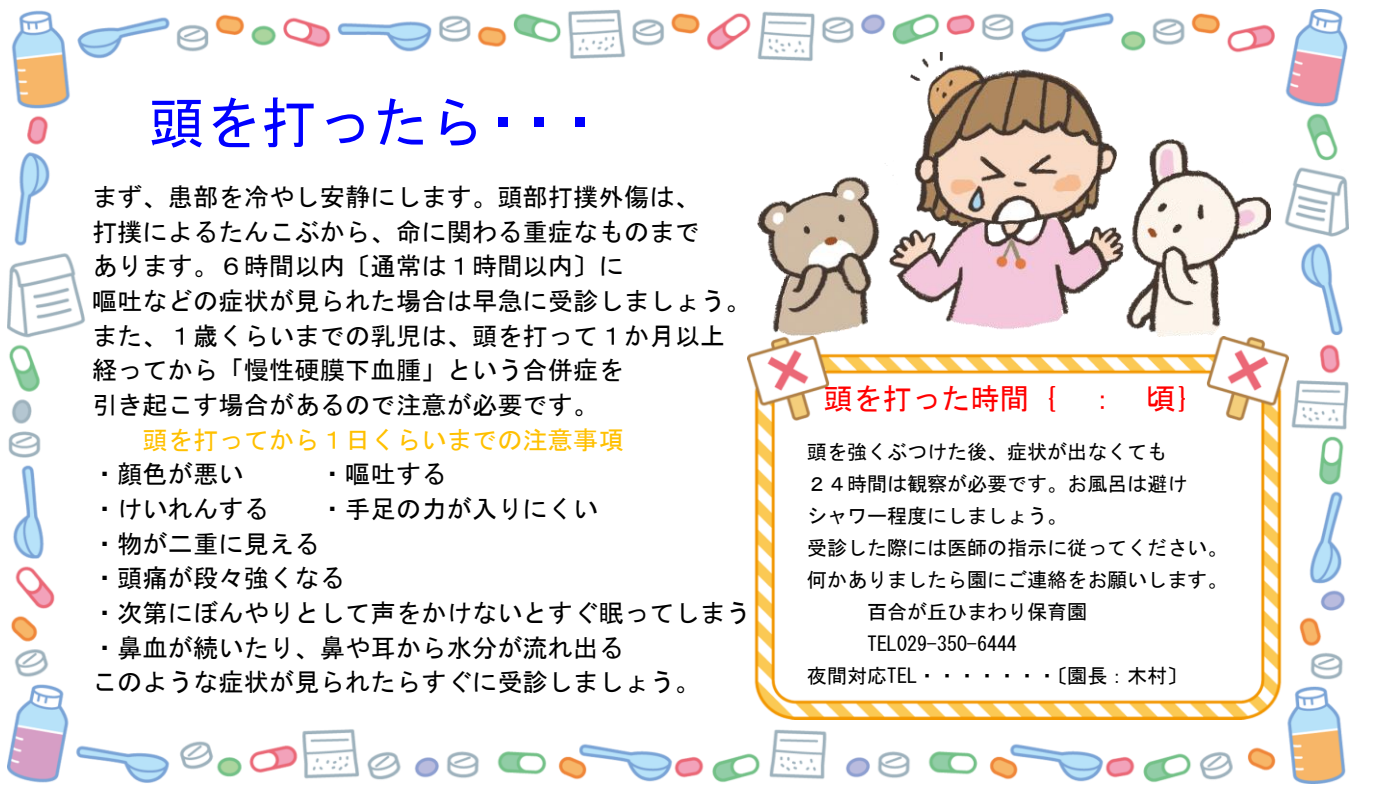 頭を打ったら・・・
まず、患部を冷やし安静にします。頭部打撲外傷は、
打撲によるたんこぶから、命に関わる重症なものまで
あります。６時間以内〔通常は１時間以内〕に
嘔吐などの症状が見られた場合は早急に受診しましょう。
また、１歳くらいまでの乳児は、頭を打って１か月以上
経ってから「慢性硬膜下血腫」という合併症を
引き起こす場合があるので注意が必要です。
頭を打ってから１日くらいまでの注意事項
・顔色が悪い　　　・嘔吐する
・けいれんする　　・手足の力が入りにくい
・物が二重に見える
・頭痛が段々強くなる
・次第にぼんやりとして声をかけないとすぐ眠ってしまう
・鼻血が続いたり、鼻や耳から水分が流れ出る
このような症状が見られたらすぐに受診しましょう。
頭を打った時間｛　：　頃｝
頭を強くぶつけた後、症状が出なくても
２４時間は観察が必要です。お風呂は避け
シャワー程度にしましょう。
受診した際には医師の指示に従ってください。
何かありましたら園にご連絡をお願いします。
百合が丘ひまわり保育園
TEL029-350-6444
夜間対応TEL・・・・・・・〔園長：木村〕